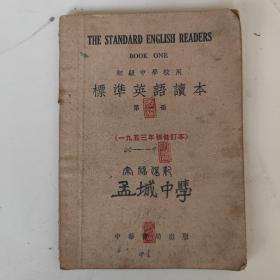 THE STANDARD ENGLISH READERS
BOOK ONE
初級中學校用
標準英語讀本
第 冊
(一九五三年級修訂本)
孟城中學
中華書局出版